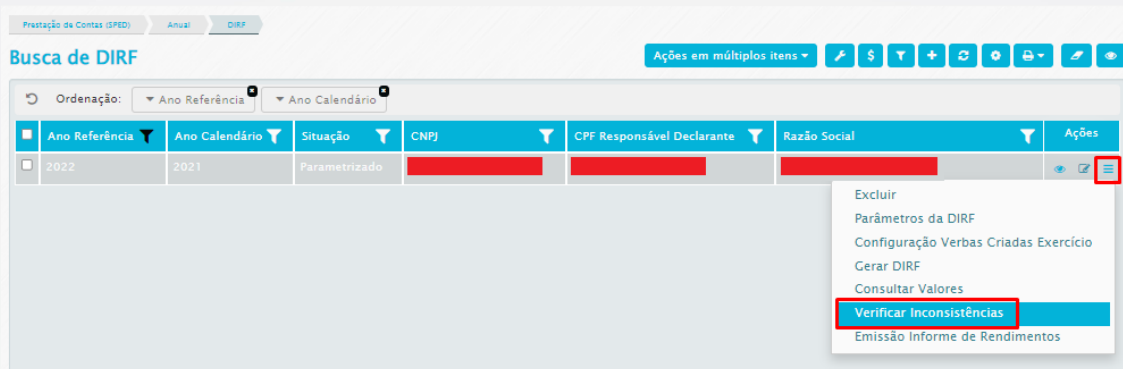 Prestação de Contas (SPED) Anual DIRF
Busca de DIRF
Ações em múltiplos itens
Ordenação: Ano Referência Ano Calendário
Ano Referência Ano Calendário Situação CNPJ CPF Responsável Declarante Razão Social Ações
2022 2021 Parametrizado
Excluir
Parâmetros da DIRF
Configuração Verbas Criadas Exercício
Gerar DIRF
Consultar Valores
Verificar Inconsistências
Emissão Informe de Rendimentos